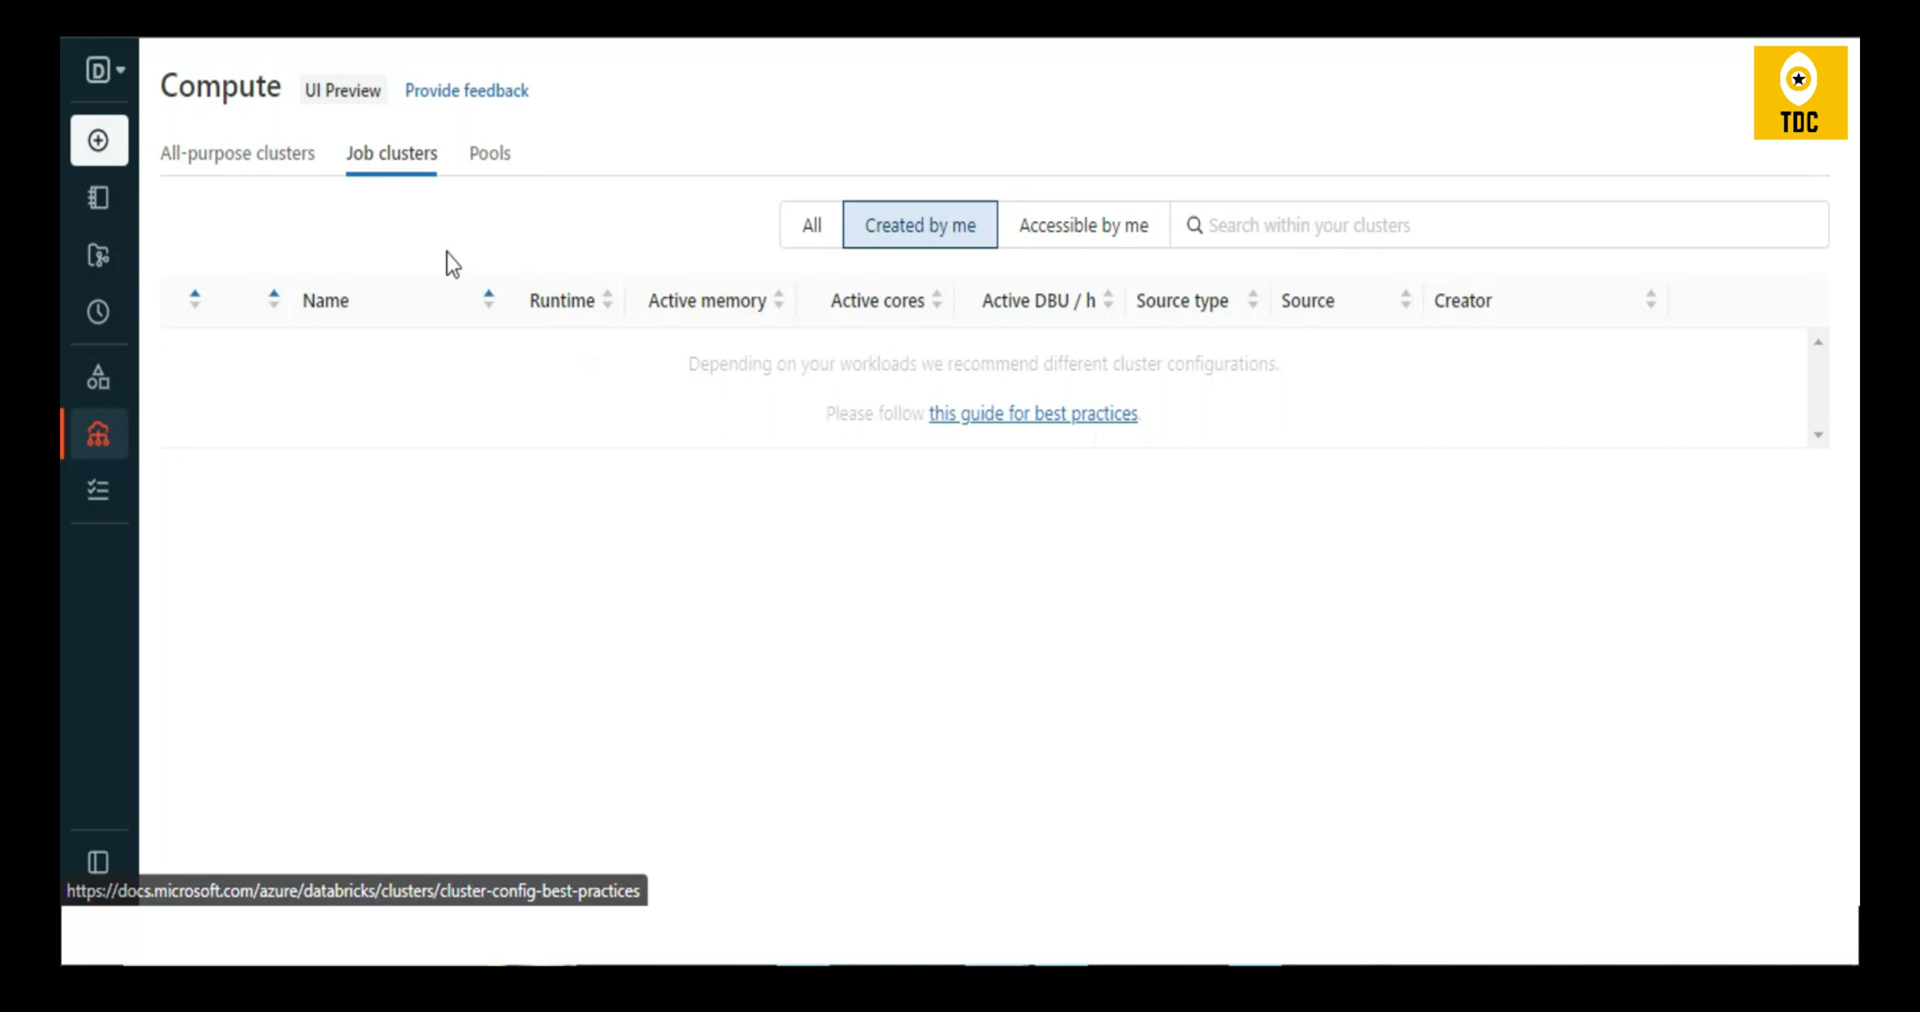 Compute UI Preview Provide feedback
TDC
All-purpose clusters Job clusters Pools
All Created by me Accessible by me Search within your clusters
Name Runtime Active memory Active cores Active DBU / h Source type Source Creator
Depending on your workloads we recommend different cluster configurations.
Please follow this guide for best practices.
https://docs.microsoft.com/azure/databricks/clusters/cluster-config-best-practices